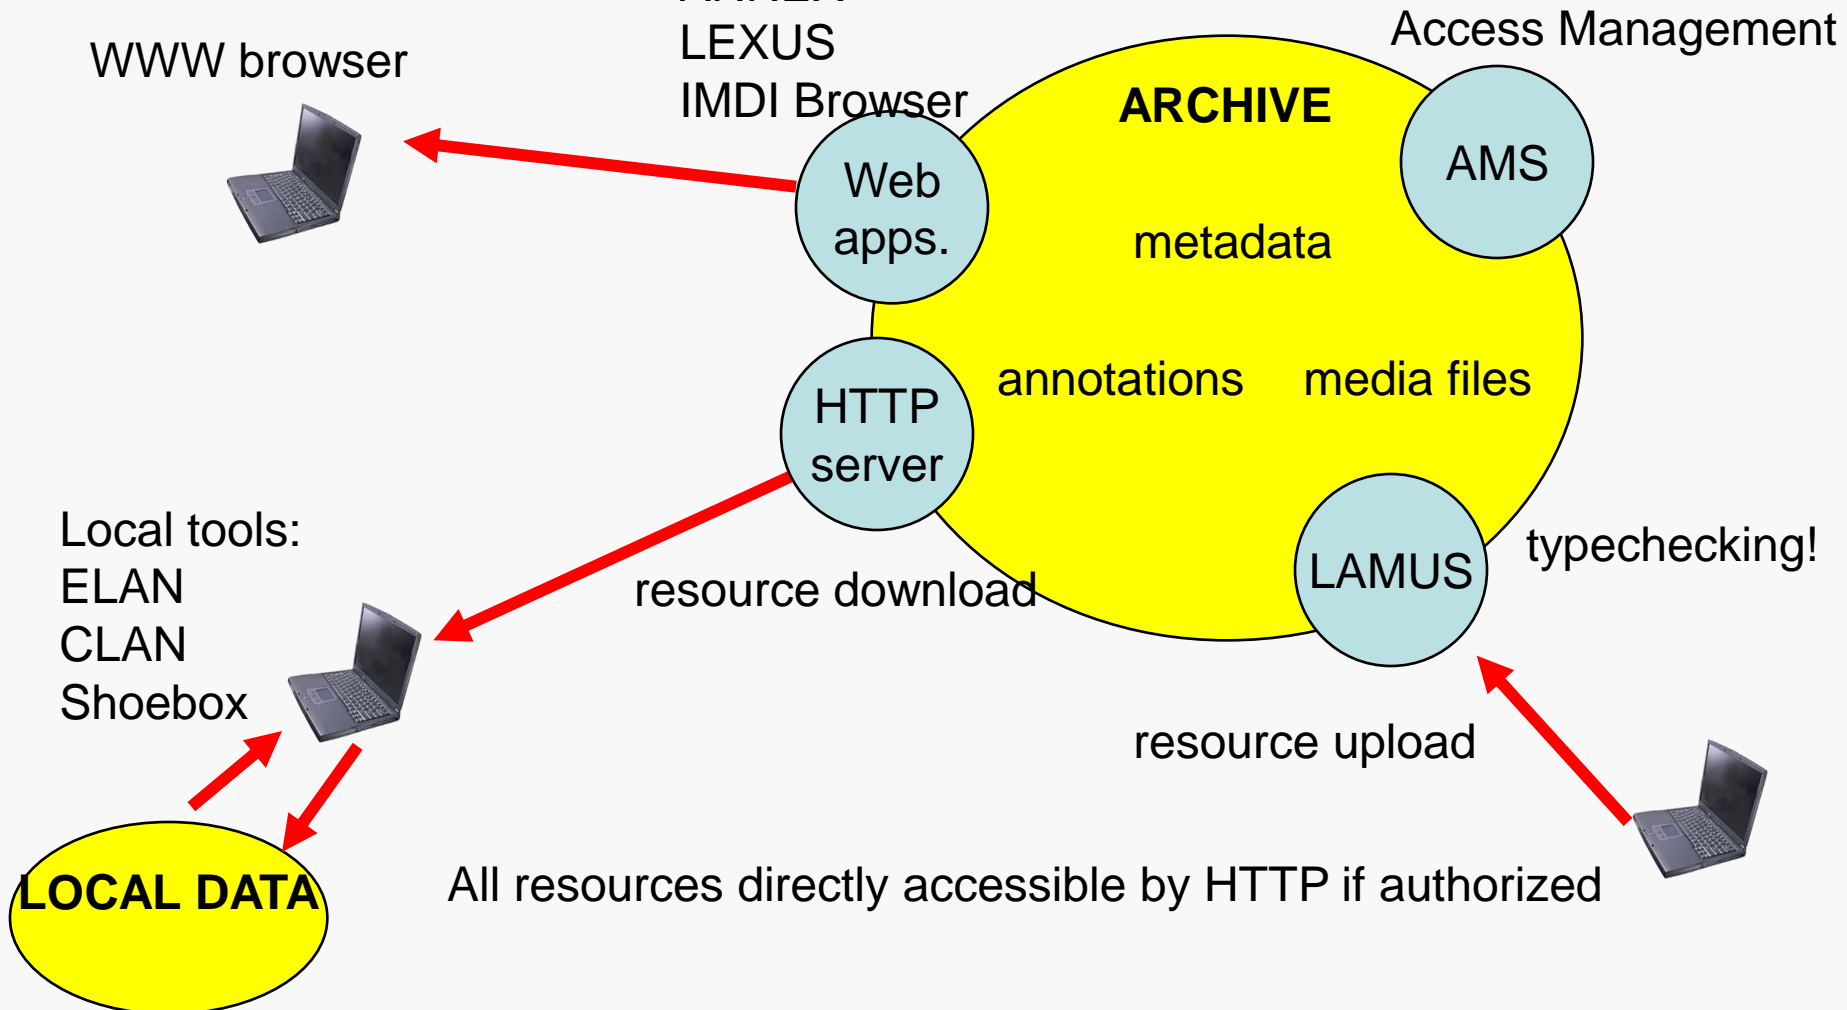 LEXUS
IMDI Browser
WWW browser
Access Management
ARCHIVE
Web
apps.
AMS
metadata
annotations
media files
HTTP
server
Local tools:
ELAN
CLAN
Shoebox
resource download
LAMUS
typechecking!
resource upload
LOCAL DATA
All resources directly accessible by HTTP if authorized